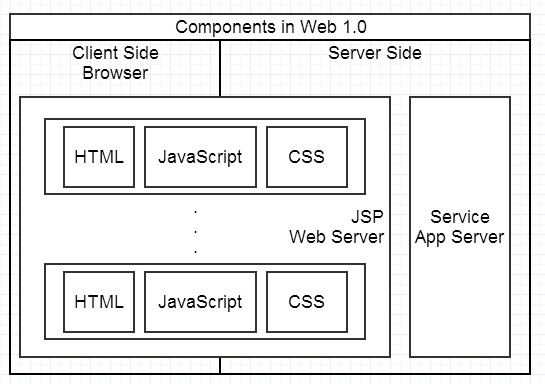 Components in Web 1.0
Client Side
Browser
Server Side
HTML
JavaScript
CSS
.
.
.
JSP
Web Server
Service
App Server
HTML
JavaScript
CSS